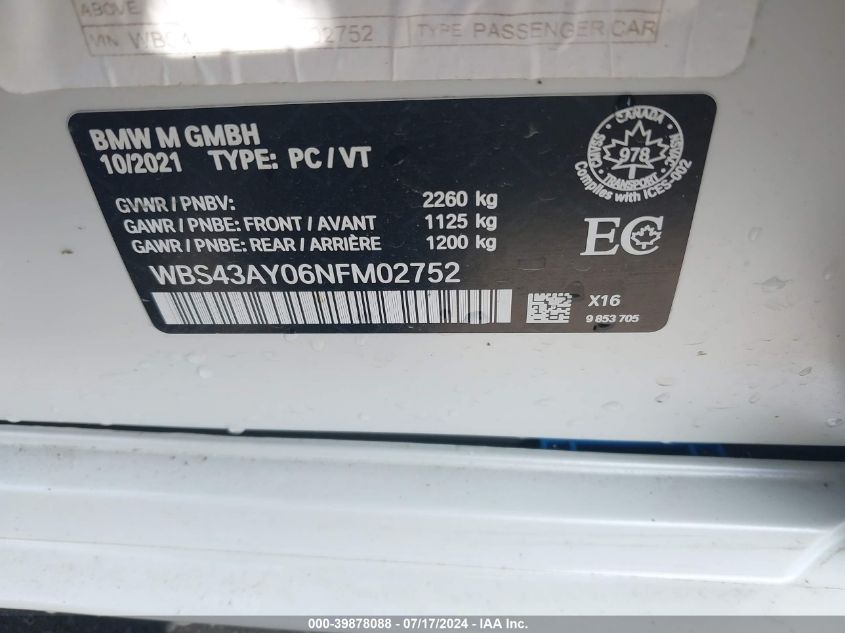 ABOVE
VIN WBS4 02752 TYPE PASSENGER CAR
BMW M GMBH
10/2021 TYPE: PC/VT
GVWR / PNBV: 2260 kg
GAWR / PNBE: FRONT / AVANT 1125 kg
GAWR / PNBE: REAR / ARRIÈRE 1200 kg
WBS43AY06NFM02752
CANADA
978
TRANSPORT
Complies with ICES-002
EC
X16
9 853 705
000-39878088 - 07/17/2024 - IAA Inc.